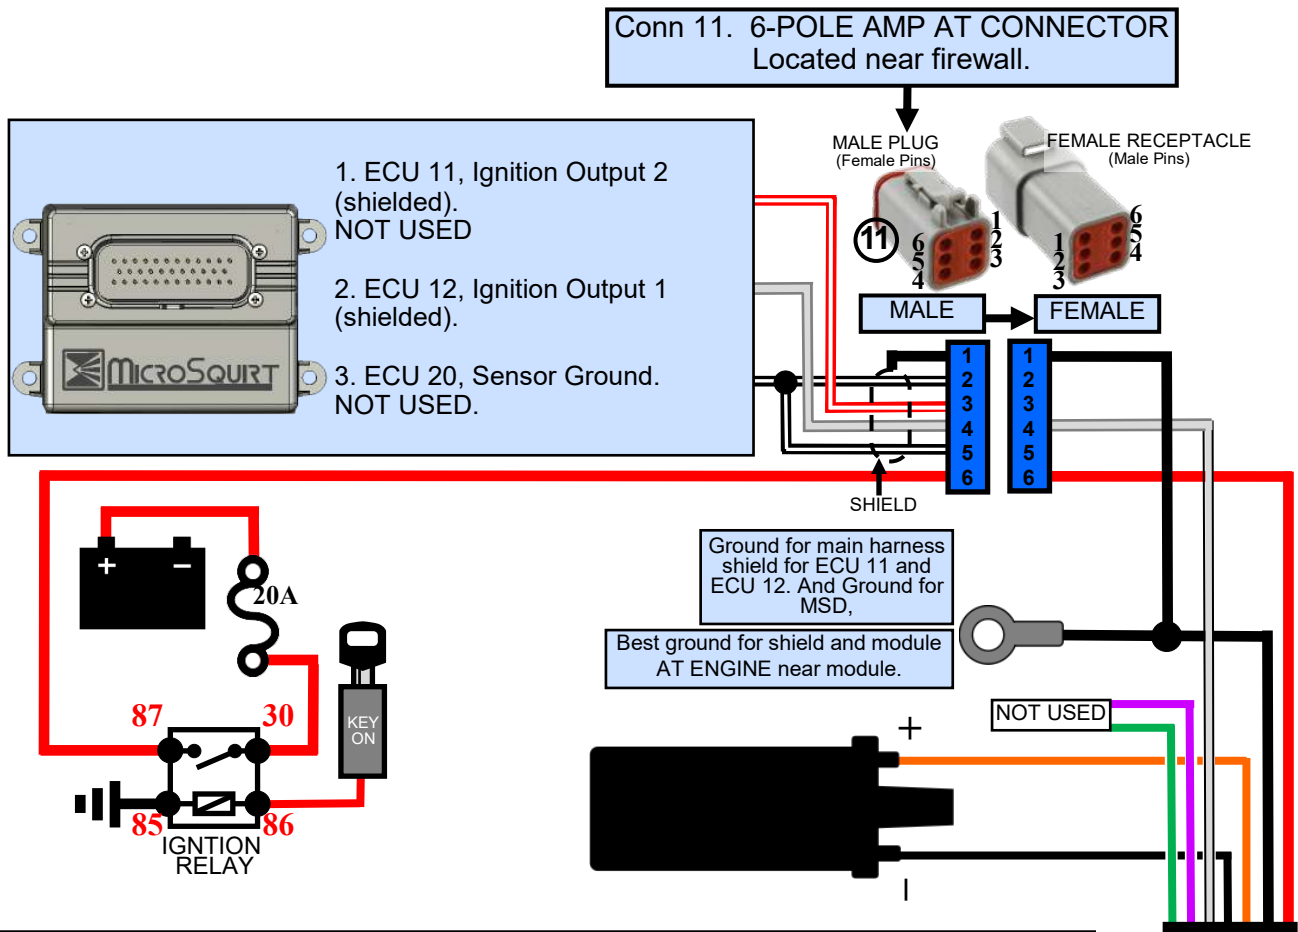 Conn 11.  6-POLE AMP AT CONNECTOR
Located near firewall.
MALE PLUG
(Female Pins)
FEMALE RECEPTACLE
(Male Pins)
1. ECU 11, Ignition Output 2
(shielded).
NOT USED
2. ECU 12, Ignition Output 1
(shielded).
3. ECU 20, Sensor Ground.
NOT USED.
MICROSQUIRT
11
6
5
4
1
2
3
1
2
3
6
5
4
MALE
FEMALE
1
2
3
4
5
6
1
2
3
4
5
6
SHIELD
Ground for main harness
shield for ECU 11 and
ECU 12. And Ground for
MSD,
Best ground for shield and module
AT ENGINE near module.
+
–
20A
KEY
ON
87
30
85
86
IGNTION
RELAY
NOT USED
+
–